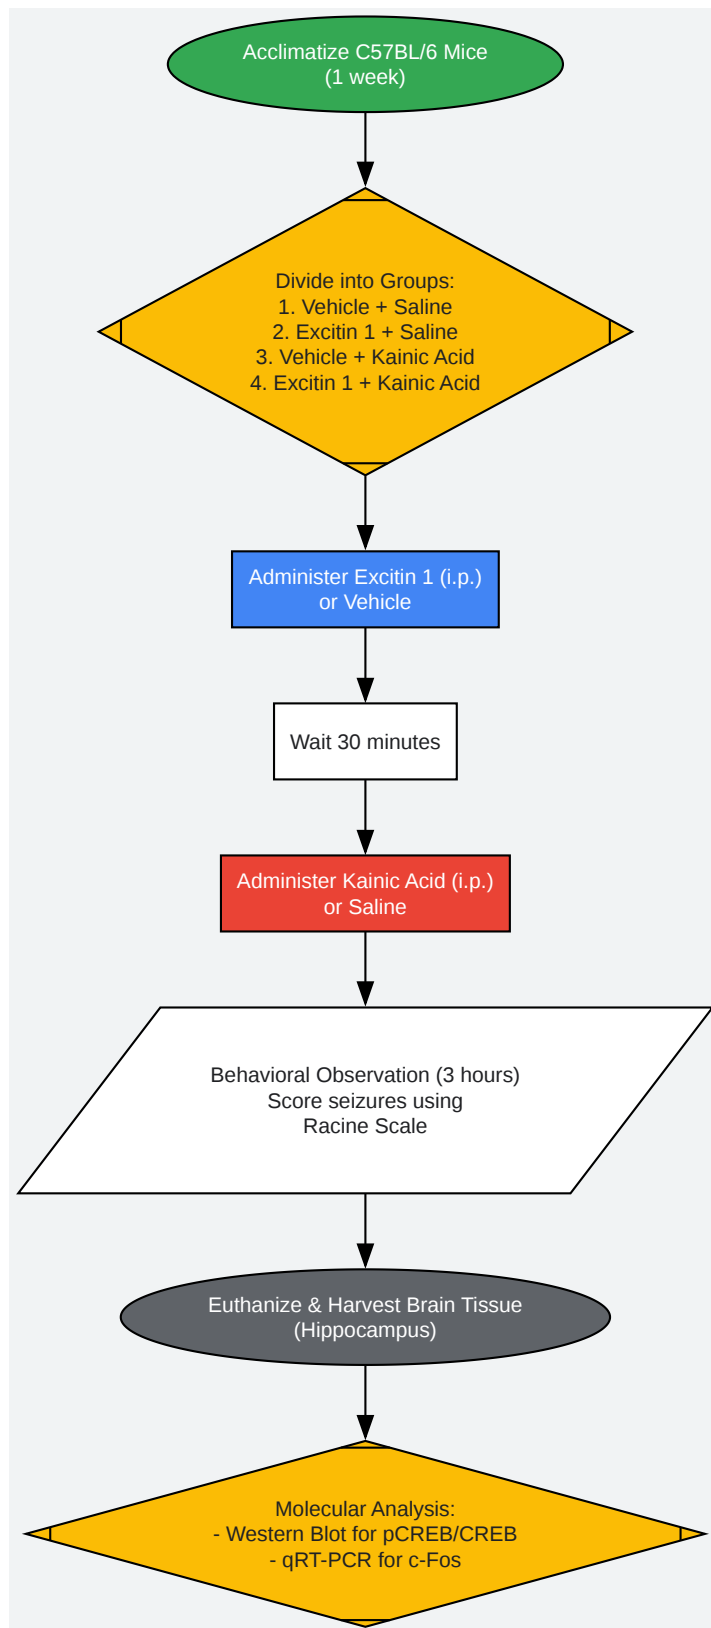 Acclimatize C57BL/6 Mice
(1 week)
Divide into Groups:
1. Vehicle + Saline
2. Excitin 1 + Saline
3. Vehicle + Kainic Acid
4. Excitin 1 + Kainic Acid
Administer Excitin 1 (i.p.)
or Vehicle
Wait 30 minutes
Administer Kainic Acid (i.p.)
or Saline
Behavioral Observation (3 hours)
Score seizures using
Racine Scale
Euthanize & Harvest Brain Tissue
(Hippocampus)
Molecular Analysis:
- Western Blot for pCREB/CREB
- qRT-PCR for c-Fos